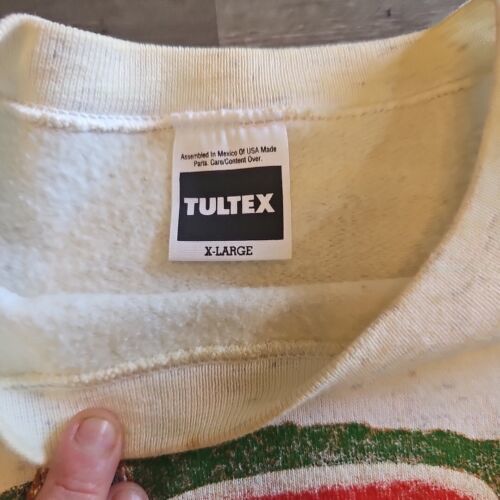 Assembled In Mexico Of USA Made
Parts. Care/Content Over.
TULTEX
X-LARGE